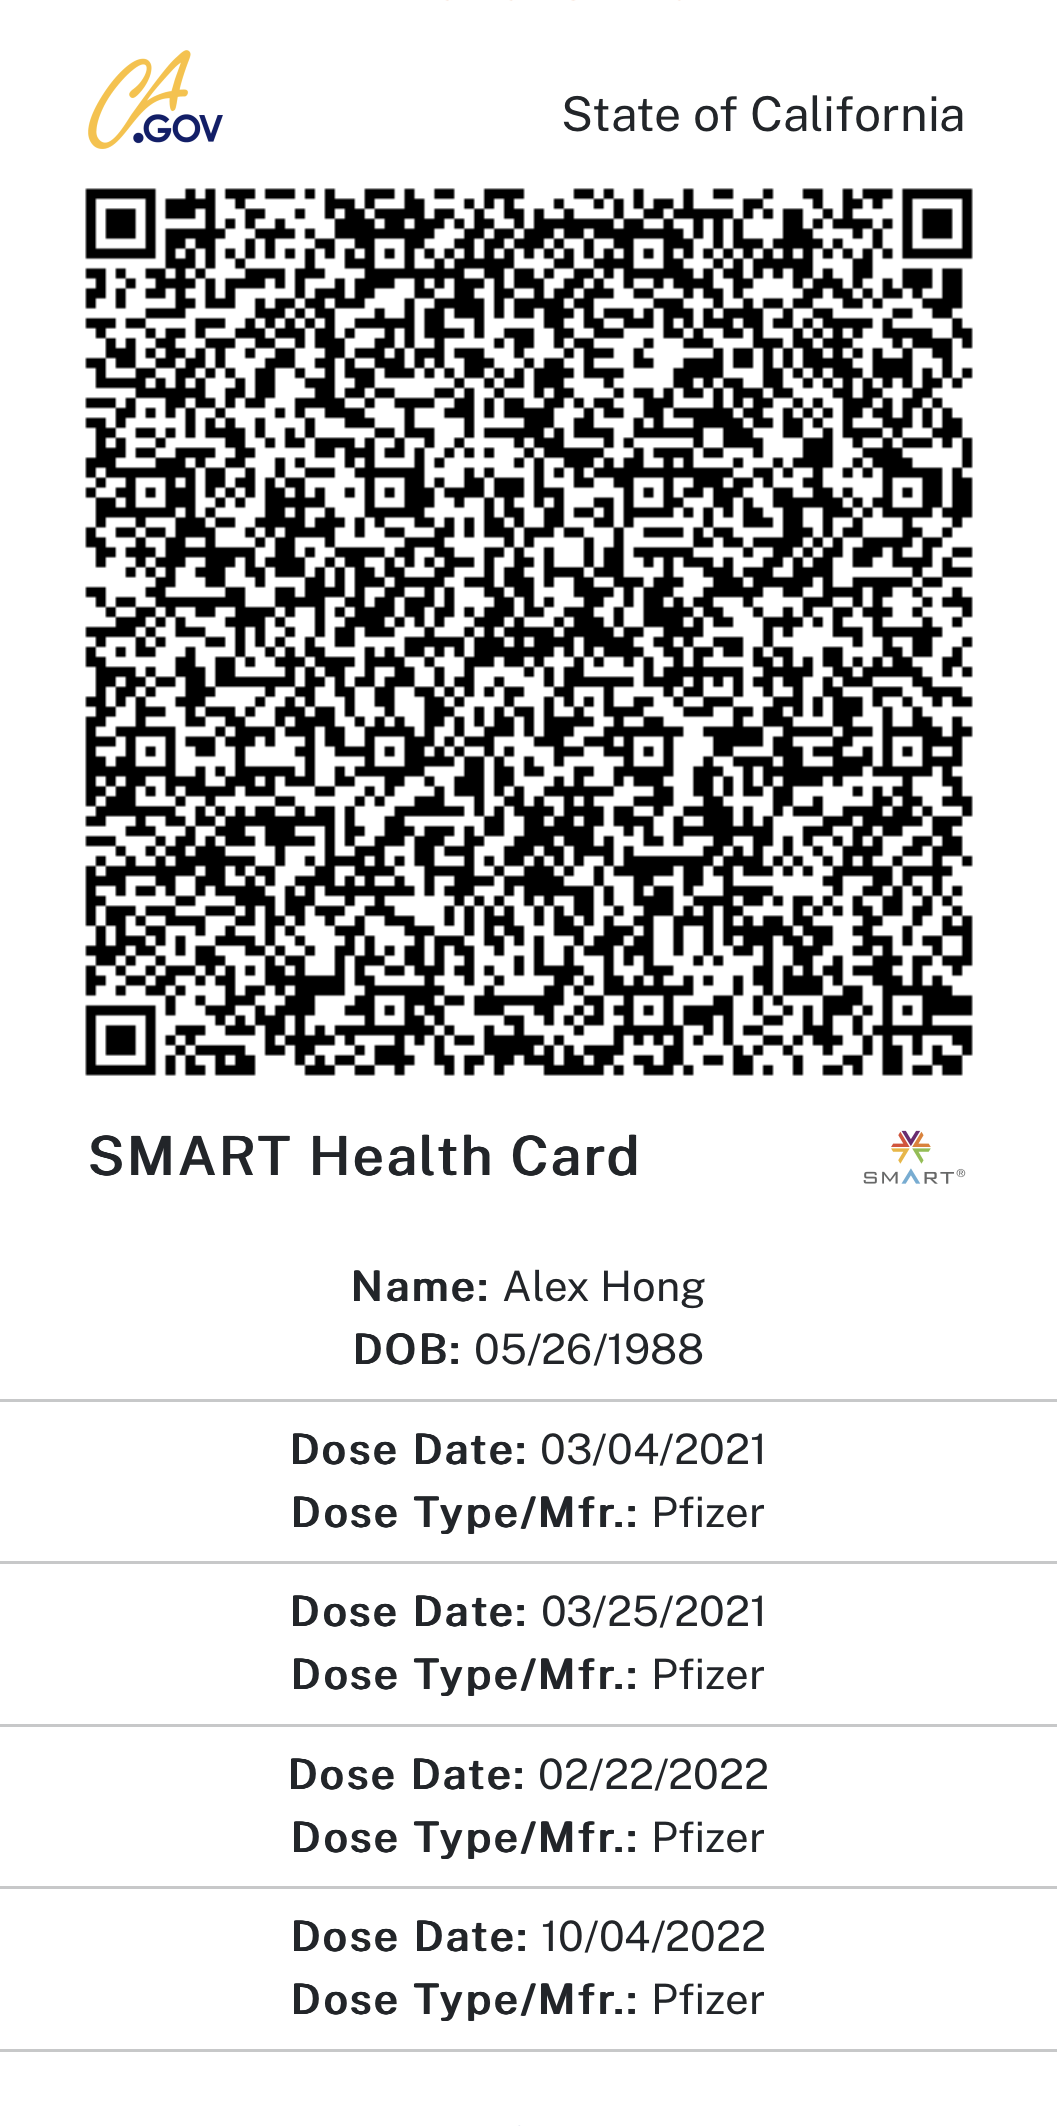 CA
.GOV
State of California
SMART Health Card
SMART®
Name: Alex Hong
DOB: 05/26/1988
Dose Date: 03/04/2021
Dose Type/Mfr.: Pfizer
Dose Date: 03/25/2021
Dose Type/Mfr.: Pfizer
Dose Date: 02/22/2022
Dose Type/Mfr.: Pfizer
Dose Date: 10/04/2022
Dose Type/Mfr.: Pfizer